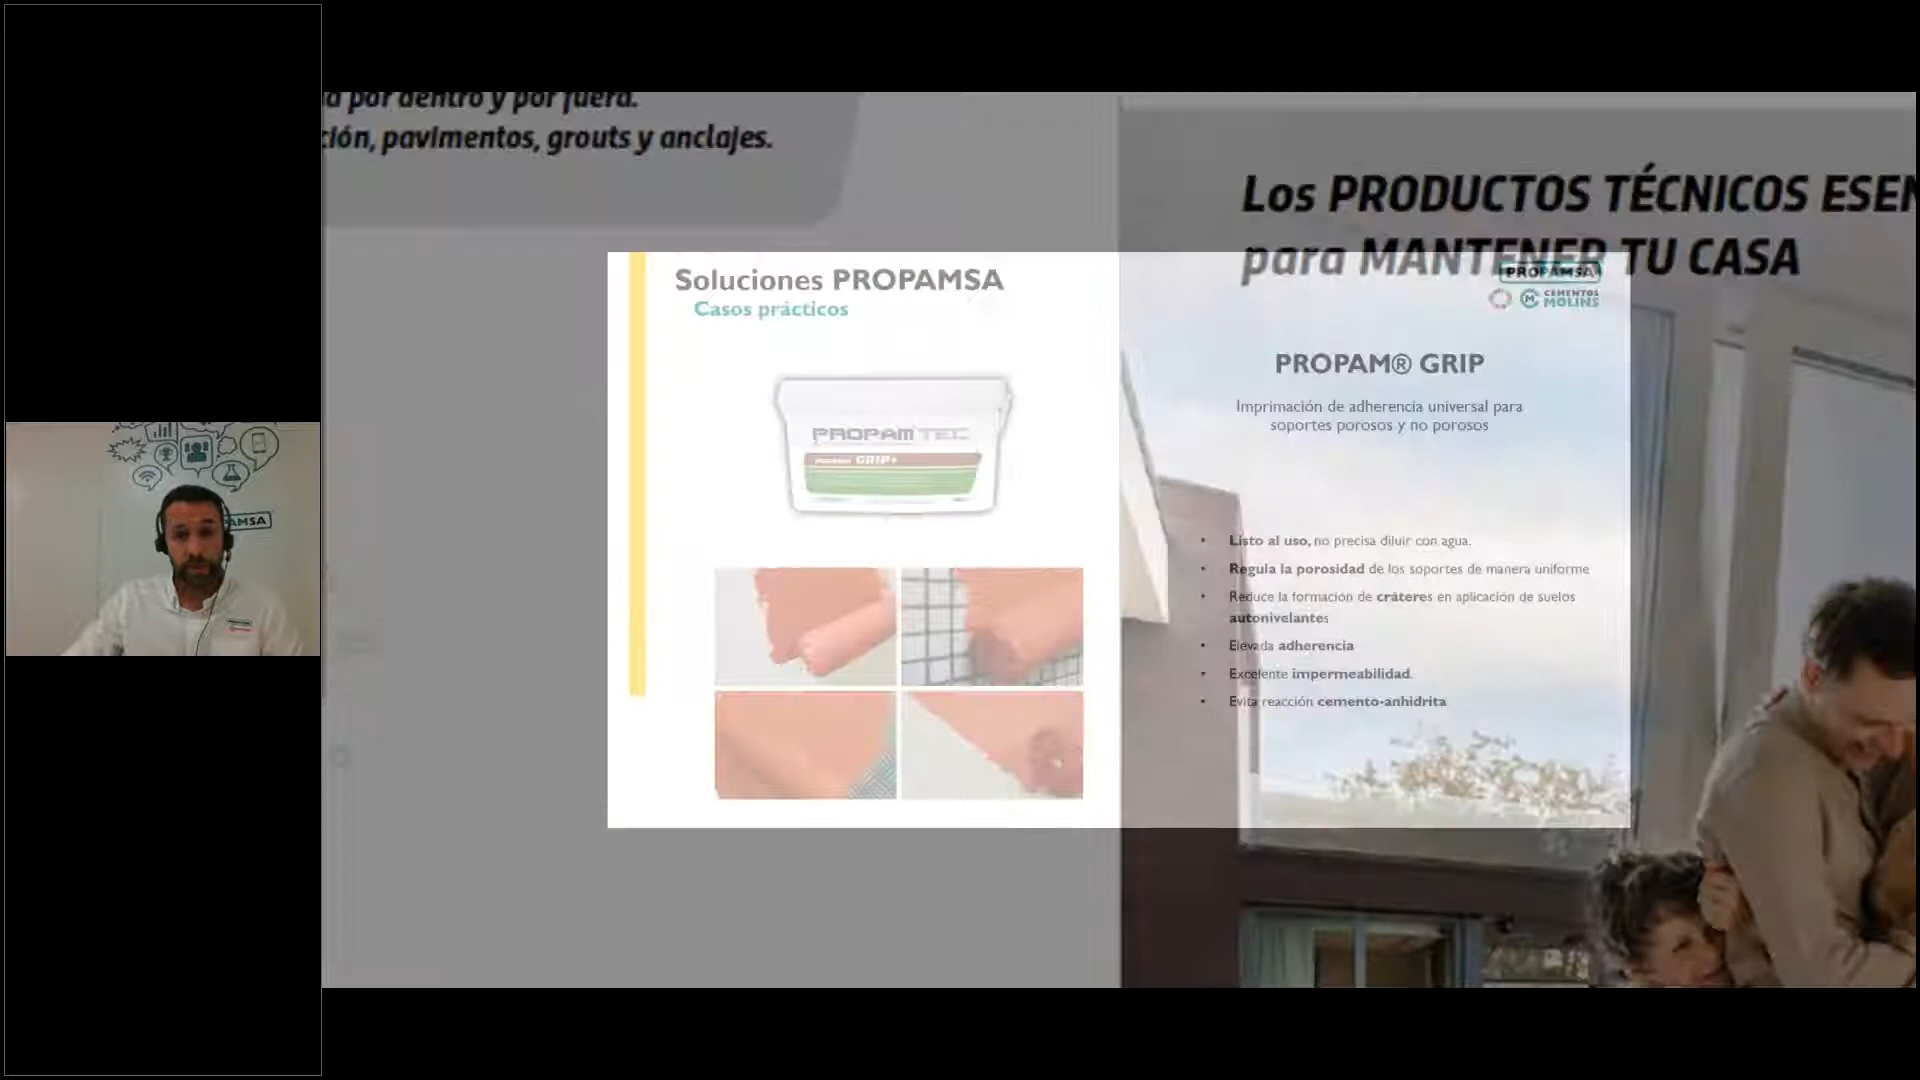 a por dentro y por fuera.
ción, pavimentos, grouts y anclajes.
Los PRODUCTOS TÉCNICOS ESEN
para MANTENER TU CASA
Soluciones PROPAMSA
Casos prácticos
PROPAMSA
CEMENTOS
MOLINS
PROPAM® GRIP
Imprimación de adherencia universal para
soportes porosos y no porosos
PROPAM TEC
GRIP+
• Listo al uso, no precisa diluir con agua.
• Regula la porosidad de los soportes de manera uniforme
• Reduce la formación de cráteres en aplicación de suelos
autonivelantes
• Elevada adherencia
• Excelente impermeabilidad.
• Evita reacción cemento-anhidrita
AMSA